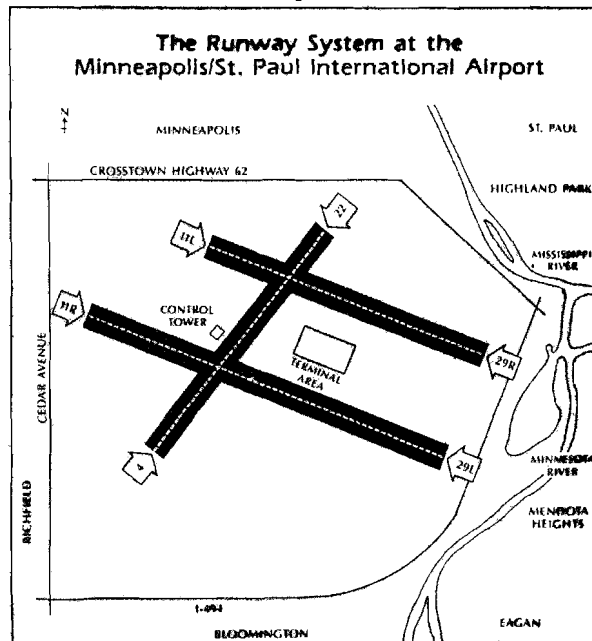 The Runway System at the
Minneapolis/St. Paul International Airport
N
MINNEAPOLIS
ST. PAUL
CROSSTOWN HIGHWAY 62
HIGHLAND PARK
22
11L
MISSISSIPPI
RIVER
11R
CONTROL
TOWER
TERMINAL
AREA
29R
CEDAR AVENUE
4
29L
MINNESOTA
RIVER
RICHFIELD
MENDOTA
HEIGHTS
I-494
BLOOMINGTON
EAGAN